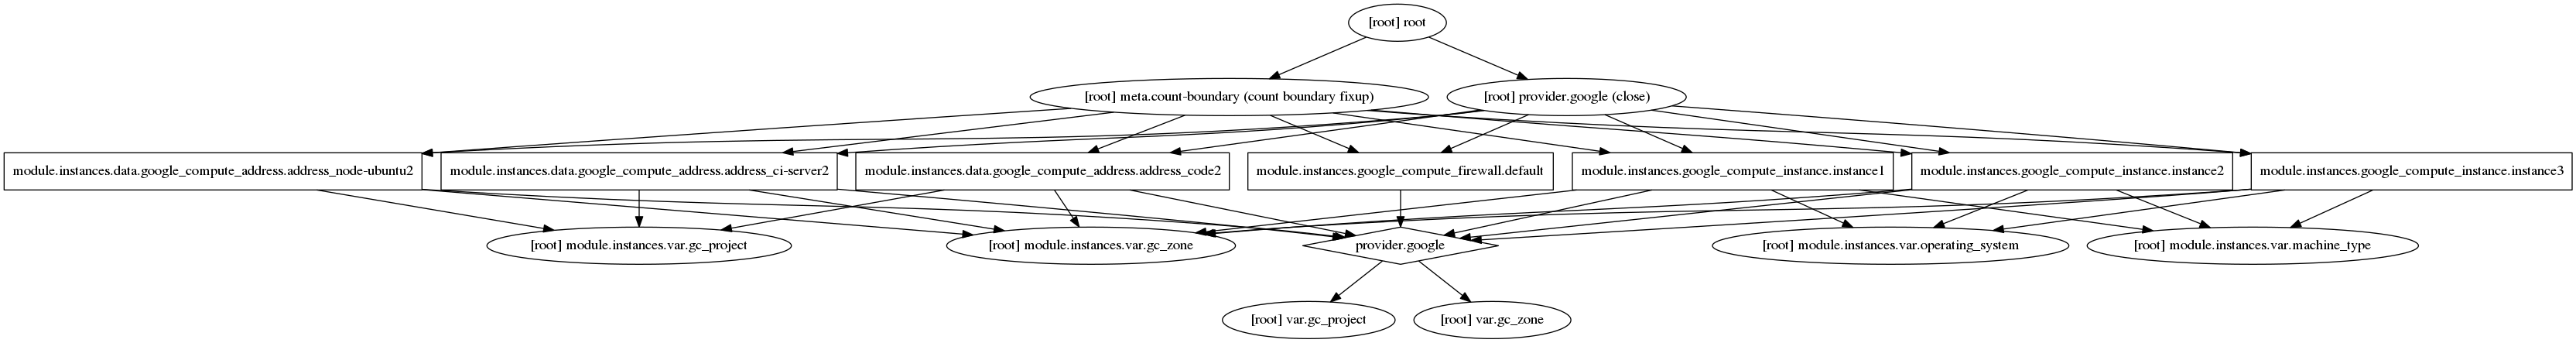 [root] root
[root] meta.count-boundary (count boundary fixup)
[root] provider.google (close)
module.instances.data.google_compute_address.address_node-ubuntu2
module.instances.data.google_compute_address.address_ci-server2
module.instances.data.google_compute_address.address_code2
module.instances.google_compute_firewall.default
module.instances.google_compute_instance.instance1
module.instances.google_compute_instance.instance2
module.instances.google_compute_instance.instance3
[root] module.instances.var.gc_project
[root] module.instances.var.gc_zone
provider.google
[root] module.instances.var.operating_system
[root] module.instances.var.machine_type
[root] var.gc_project
[root] var.gc_zone